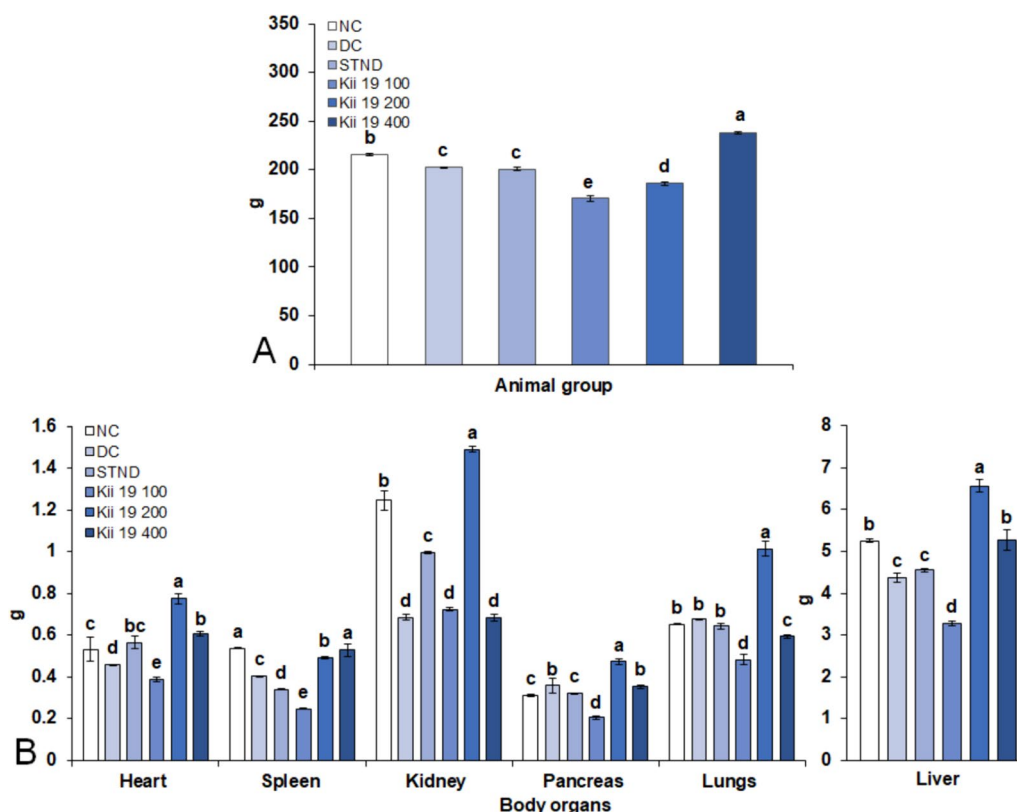 350
300
250
200
150
100
50
0
g
NC
DC
STND
Kii 19 100
Kii 19 200
Kii 19 400
b
c
c
e
d
a
A
Animal group
1.6
1.4
1.2
1
0.8
0.6
0.4
0.2
0
g
NC
DC
STND
Kii 19 100
Kii 19 200
Kii 19 400
c d bc e a b
a c d e b a
b d c d a d
c b c d a b
b b b d a c
B
Heart Spleen Kidney Pancreas Lungs
Body organs
8
7
6
5
4
3
2
1
0
g
b c c d a b
Liver